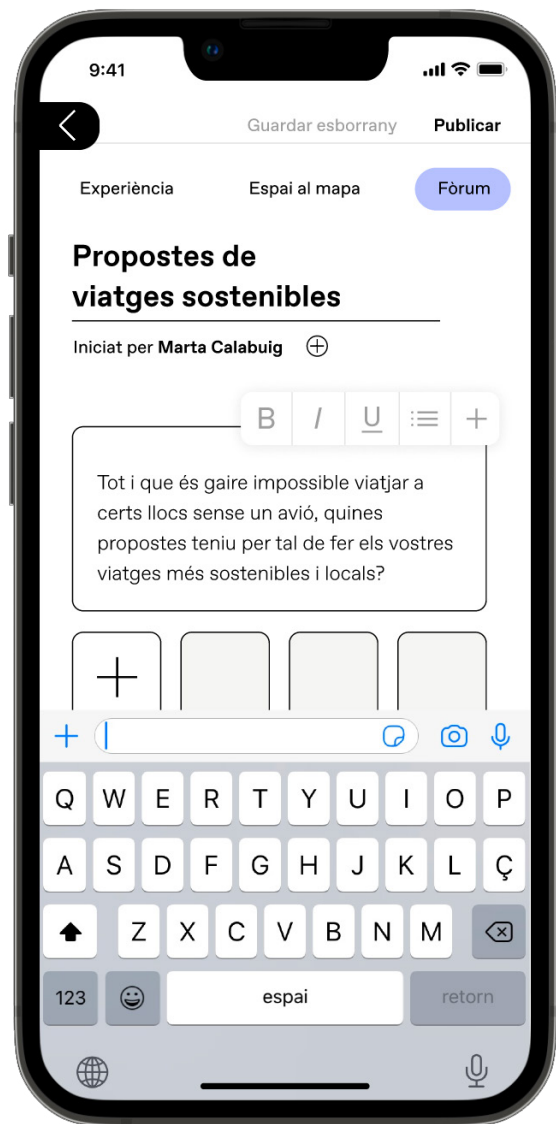 9:41
Guardar esborrany Publicar
Experiència Espai al mapa Fòrum
Propostes de
viatges sostenibles
Iniciat per Marta Calabuig
B I U
Tot i que és gaire impossible viatjar a
certs llocs sense un avió, quines
propostes teniu per tal de fer els vostres
viatges més sostenibles i locals?
Q W E R T Y U I O P
A S D F G H J K L Ç
Z X C V B N M
123 espai retorn